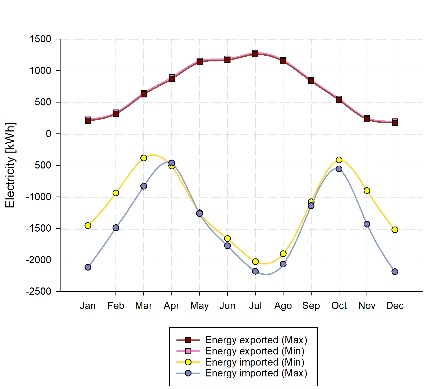 1500
1000
500
0
500
-1000
-1500
-2000
-2500
Electricity [kWh]
Jan Feb Mar Apr May Jun Jul Ago Sep Oct Nov Dec
Energy exported (Max)
Energy exported (Min)
Energy imported (Min)
Energy imported (Max)